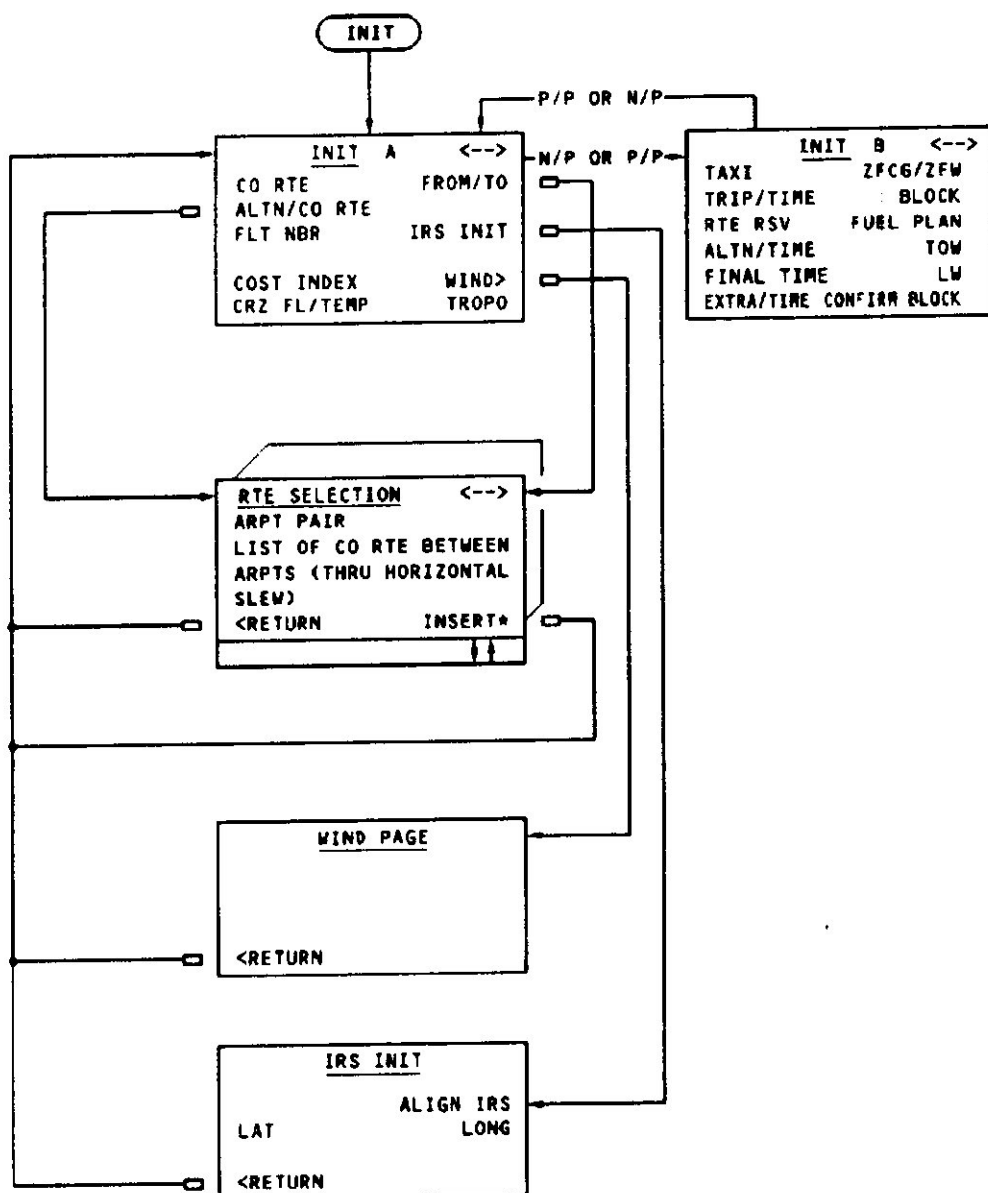 INIT
P/P OR N/P
INIT A <-->
N/P OR P/P
CO RTE FROM/TO
ALTN/CO RTE
FLT NBR IRS INIT
COST INDEX WIND>
CRZ FL/TEMP TROPO
INIT B <-->
TAXI ZFCG/ZFW
TRIP/TIME BLOCK
RTE RSV FUEL PLAN
ALTN/TIME TOW
FINAL TIME LW
EXTRA/TIME CONFIRM BLOCK
RTE SELECTION <-->
ARPT PAIR
LIST OF CO RTE BETWEEN
ARPTS (THRU HORIZONTAL
SLEW)
<RETURN INSERT*
WIND PAGE
<RETURN
IRS INIT
ALIGN IRS
LAT LONG
<RETURN